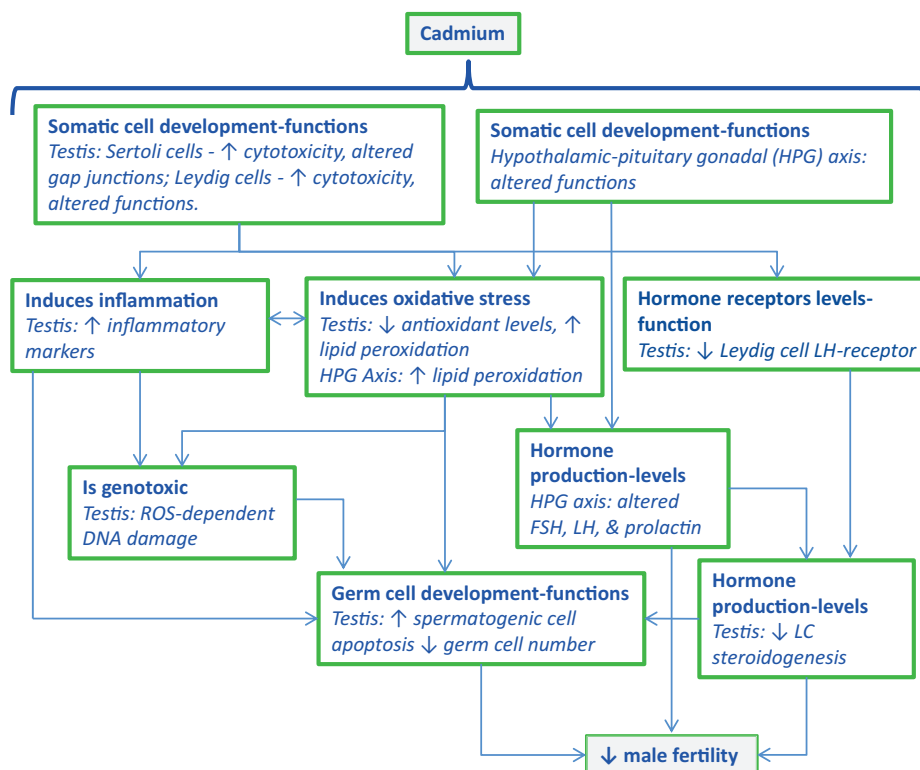 Cadmium
Somatic cell development-functions
Testis: Sertoli cells - ↑ cytotoxicity, altered
gap junctions; Leydig cells - ↑ cytotoxicity,
altered functions.
Somatic cell development-functions
Hypothalamic-pituitary gonadal (HPG) axis:
altered functions
Induces inflammation
Testis: ↑ inflammatory
markers
Induces oxidative stress
Testis: ↓ antioxidant levels, ↑
lipid peroxidation
HPG Axis: ↑ lipid peroxidation
Hormone receptors levels-
function
Testis: ↓ Leydig cell LH-receptor
Is genotoxic
Testis: ROS-dependent
DNA damage
Hormone
production-levels
HPG axis: altered
FSH, LH, & prolactin
Germ cell development-functions
Testis: ↑ spermatogenic cell
apoptosis ↓ germ cell number
Hormone
production-levels
Testis: ↓ LC
steroidogenesis
↓ male fertility